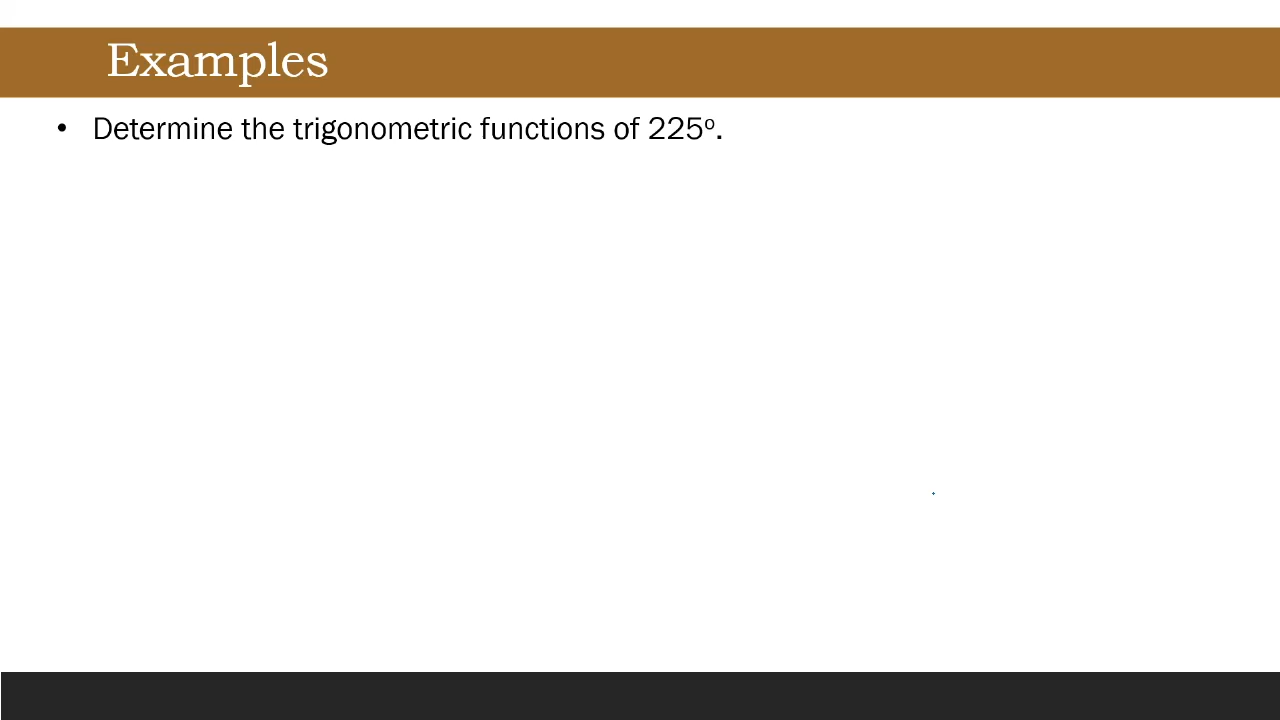 Examples
• Determine the trigonometric functions of 225º.